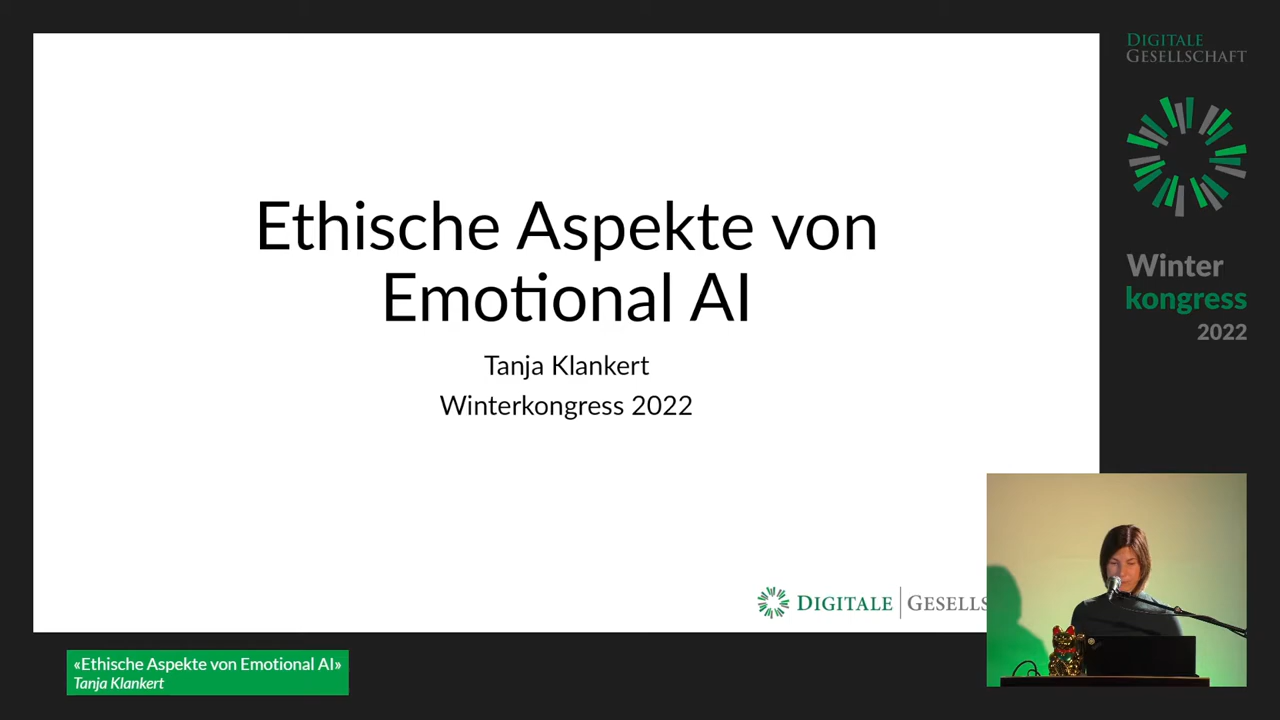 Ethische Aspekte von
Emotional AI
Tanja Klankert
Winterkongress 2022
DIGITALE
«Ethische Aspekte von Emotional AI»
Tanja Klankert
DIGITALE
GESELLSCHAFT
Winter
kongress
2022